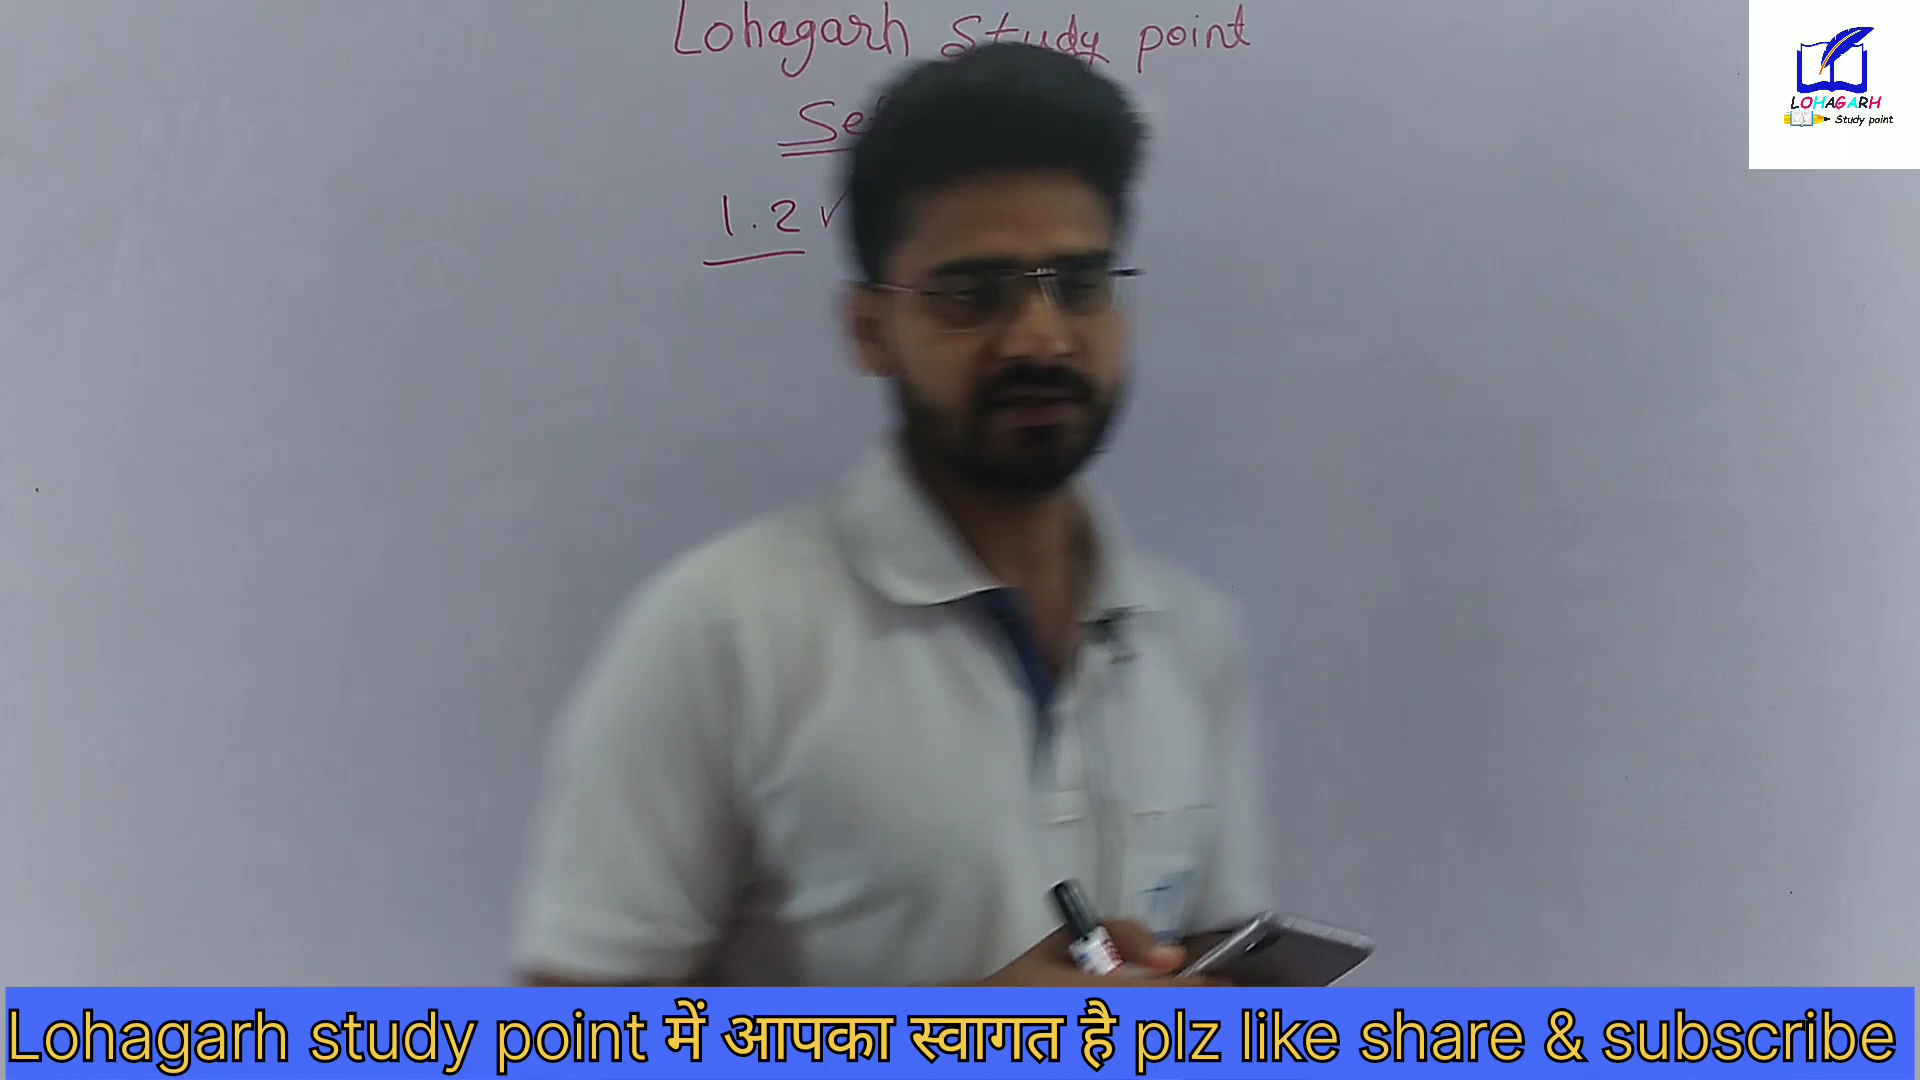 Lohagarh Study point
1.2
LOHAGARH
Study point
Lohagarh study point में आपका स्वागत है plz like share & subscribe